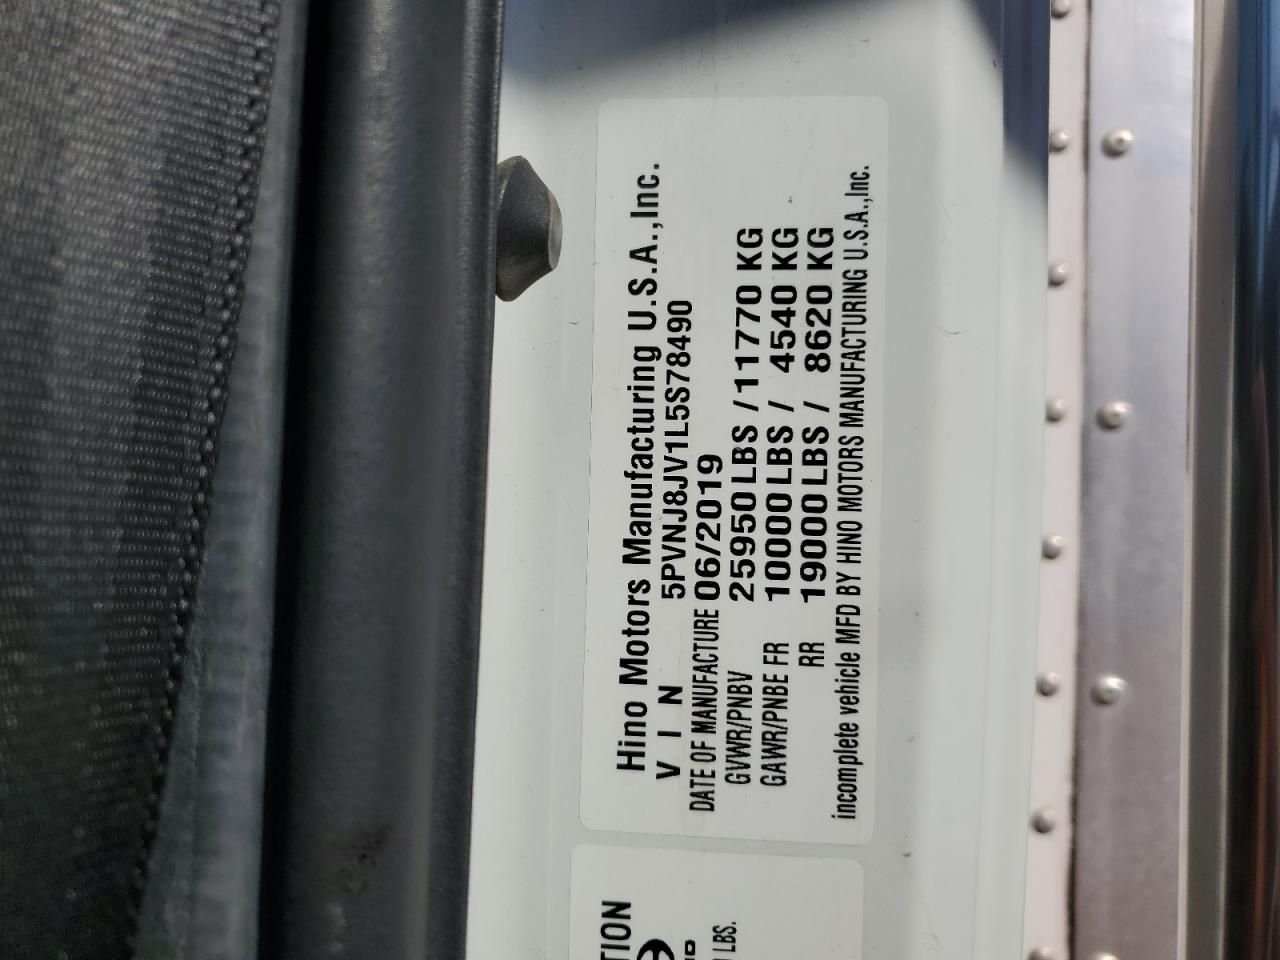 Hino Motors Manufacturing U.S.A.,Inc.
V I N 5PVNJ8JV1L5S78490
DATE OF MANUFACTURE 06/2019
GVWR/PNBV 25950 LBS / 11770 KG
GAWR/PNBE FR 10000 LBS / 4540 KG
RR 19000 LBS / 8620 KG
incomplete vehicle MFD BY HINO MOTORS MANUFACTURING U.S.A.,Inc.
LBS.